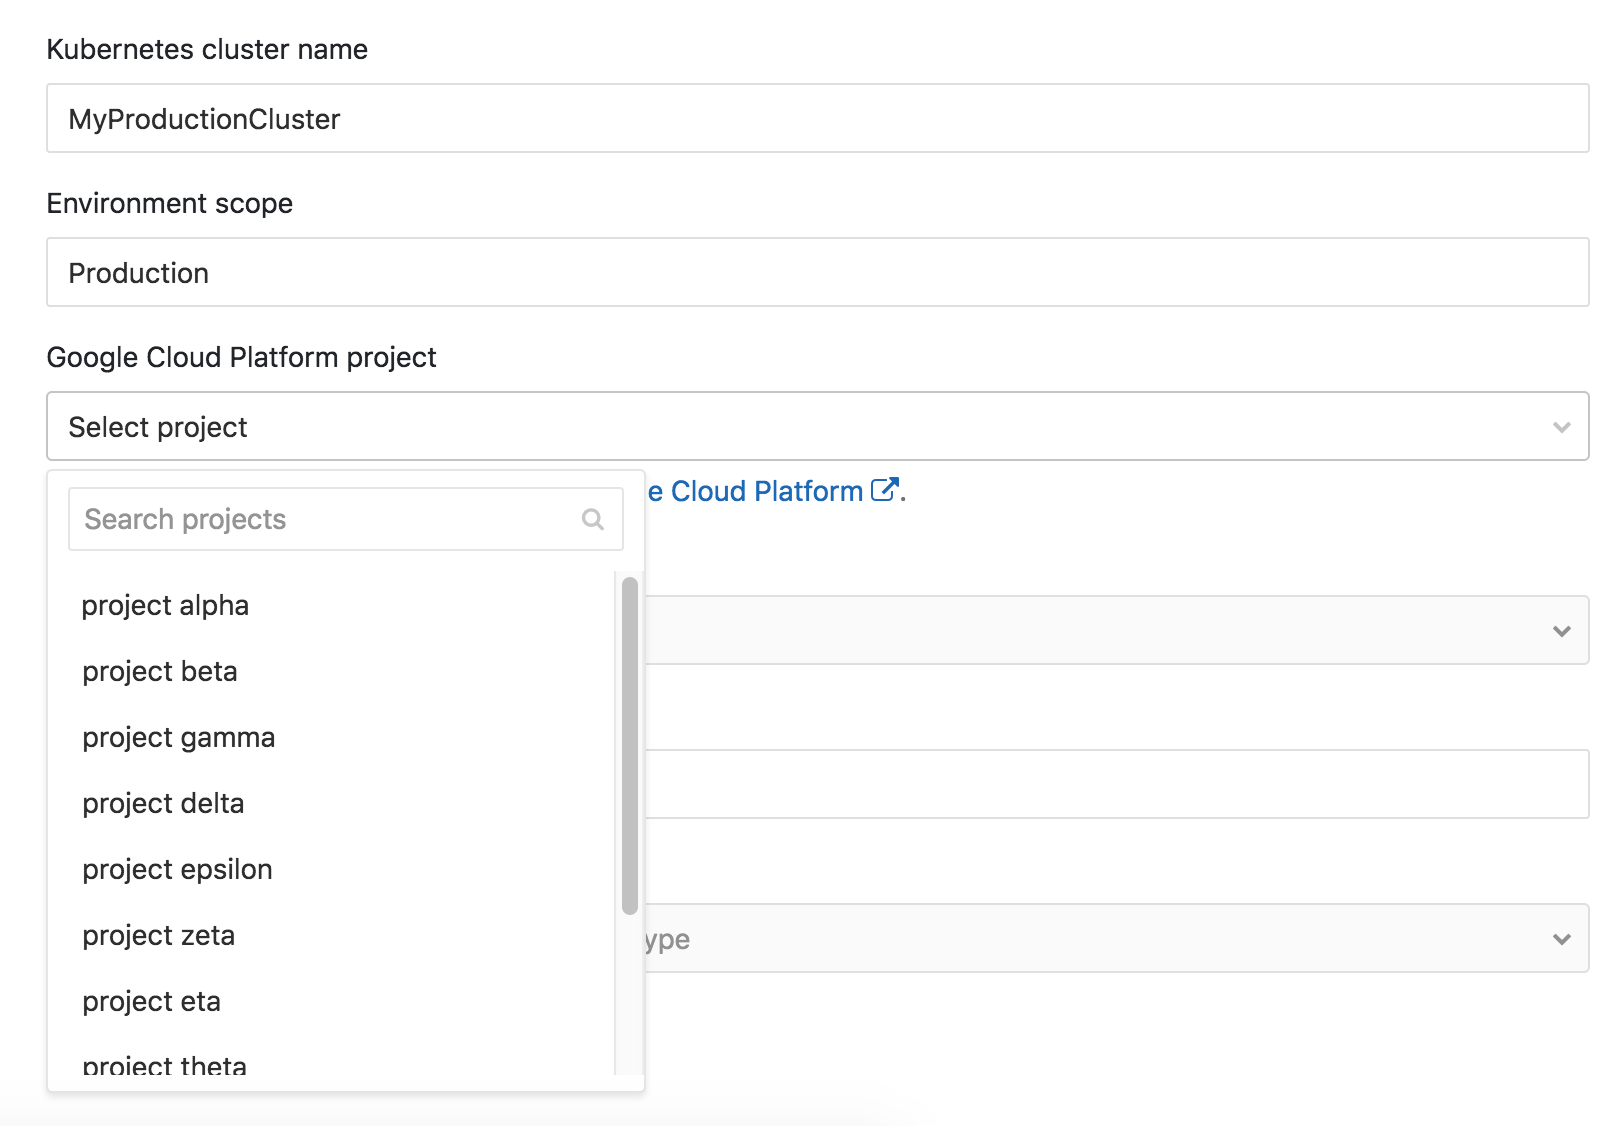 Kubernetes cluster name
MyProductionCluster
Environment scope
Production
Google Cloud Platform project
Select project
e Cloud Platform.
Search projects
project alpha
project beta
project gamma
project delta
project epsilon
project zeta
ype
project eta
project theta